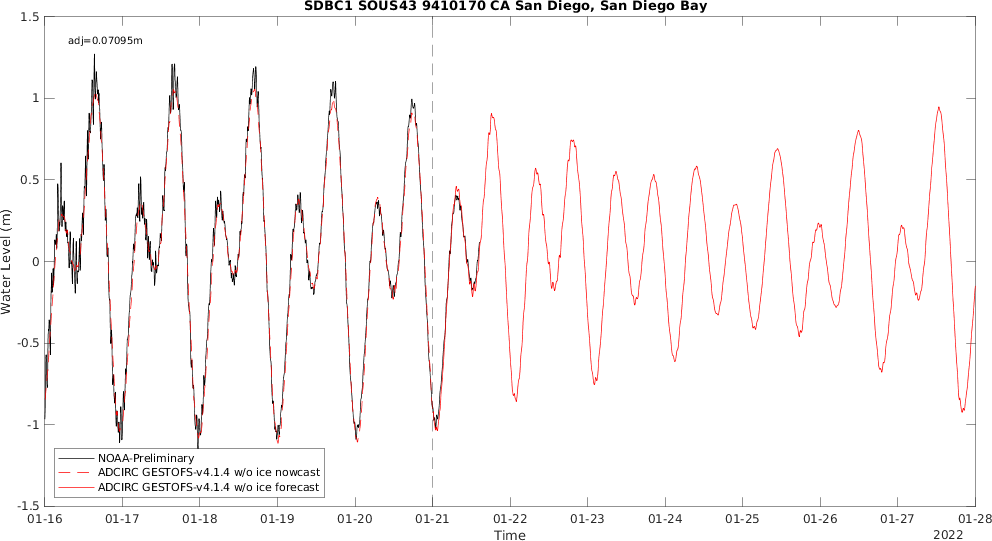 SDBC1 SOUS43 9410170 CA San Diego, San Diego Bay
adj=0.07095m
1.5
1
0.5
0
-0.5
-1
-1.5
Water Level (m)
NOAA-Preliminary
ADCIRC GESTOFS-v4.1.4 w/o ice nowcast
ADCIRC GESTOFS-v4.1.4 w/o ice forecast
01-16 01-17 01-18 01-19 01-20 01-21 01-22 01-23 01-24 01-25 01-26 01-27 01-28
Time
2022